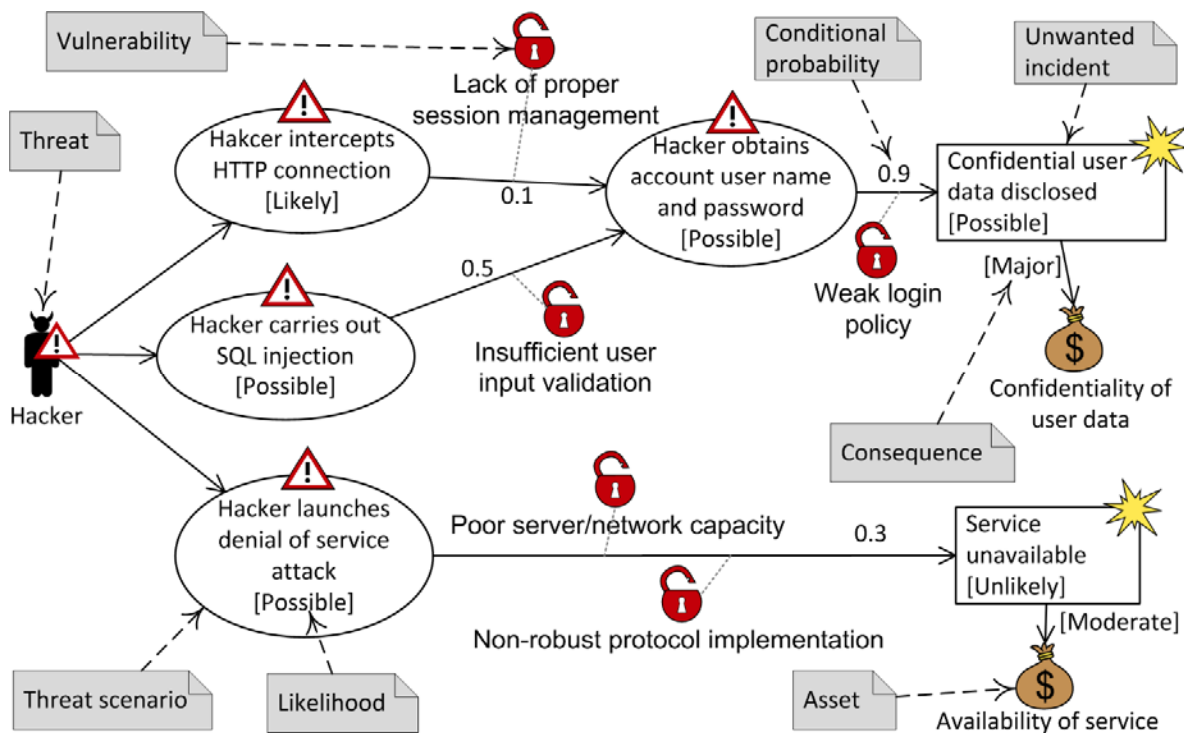 Vulnerability
Conditional
probability
Unwanted
incident
Lack of proper
session management
Threat
Hakcer intercepts
HTTP connection
[Likely]
0.1
Hacker obtains
account user name
and password
[Possible]
0.9
Confidential user
data disclosed
[Possible]
Weak login
policy
[Major]
0.5
Hacker carries out
SQL injection
[Possible]
Insufficient user
input validation
$
Confidentiality of
user data
Hacker
Consequence
Hacker launches
denial of service
attack
[Possible]
Poor server/network capacity
0.3
Non-robust protocol implementation
Service
unavailable
[Unlikely]
[Moderate]
Threat scenario
Likelihood
Asset
$
Availability of service